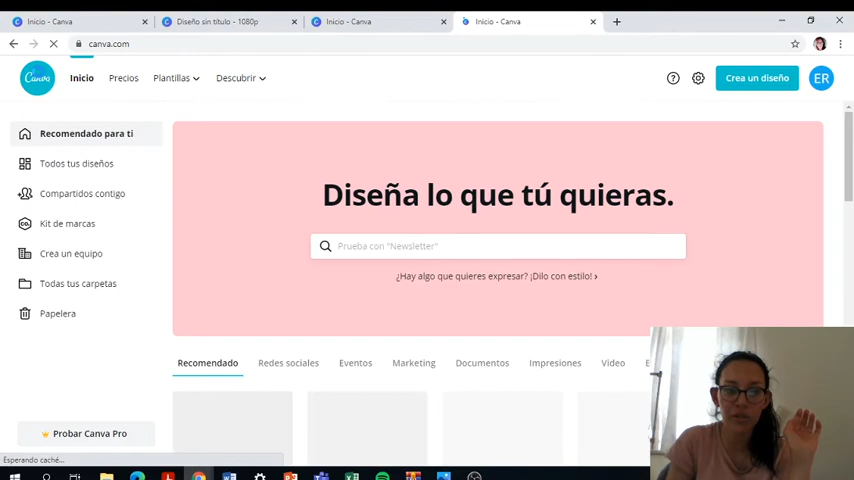 Inicio - Canva
Diseño sin título - 1080p
Inicio - Canva
Inicio - Canva
canva.com
Canva
Inicio
Precios
Plantillas
Descubrir
Crea un diseño
ER
Recomendado para ti
Todos tus diseños
Compartidos contigo
Kit de marcas
Crea un equipo
Todas tus carpetas
Papelera
Probar Canva Pro
Diseña lo que tú quieras.
Prueba con "Newsletter"
¿Hay algo que quieres expresar? ¡Dilo con estilo! ›
Recomendado
Redes sociales
Eventos
Marketing
Documentos
Impresiones
Video
E
Esperando caché...